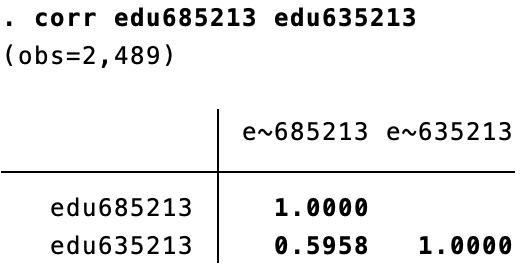 . corr edu685213 edu635213
(obs=2,489)
e~685213 e~635213
edu685213 1.0000
edu635213 0.5958 1.0000